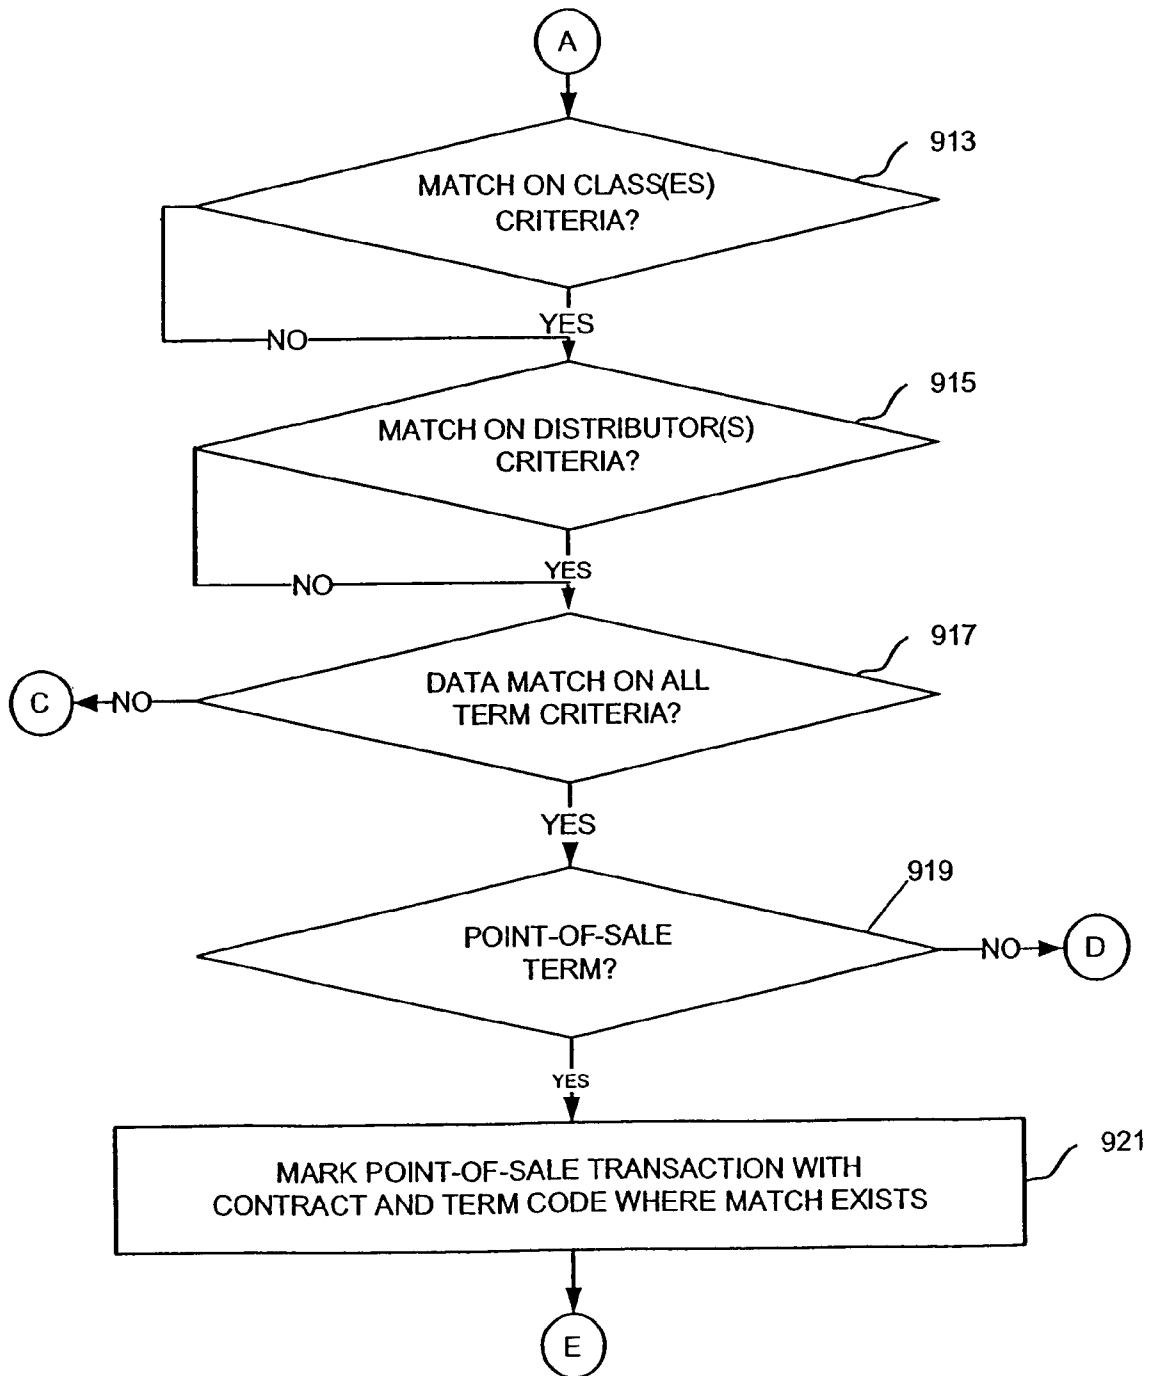 A
913
MATCH ON CLASS(ES)
CRITERIA?
YES
NO
915
MATCH ON DISTRIBUTOR(S)
CRITERIA?
YES
NO
917
DATA MATCH ON ALL
TERM CRITERIA?
C
NO
YES
919
POINT-OF-SALE
TERM?
NO
D
YES
921
MARK POINT-OF-SALE TRANSACTION WITH
CONTRACT AND TERM CODE WHERE MATCH EXISTS
E